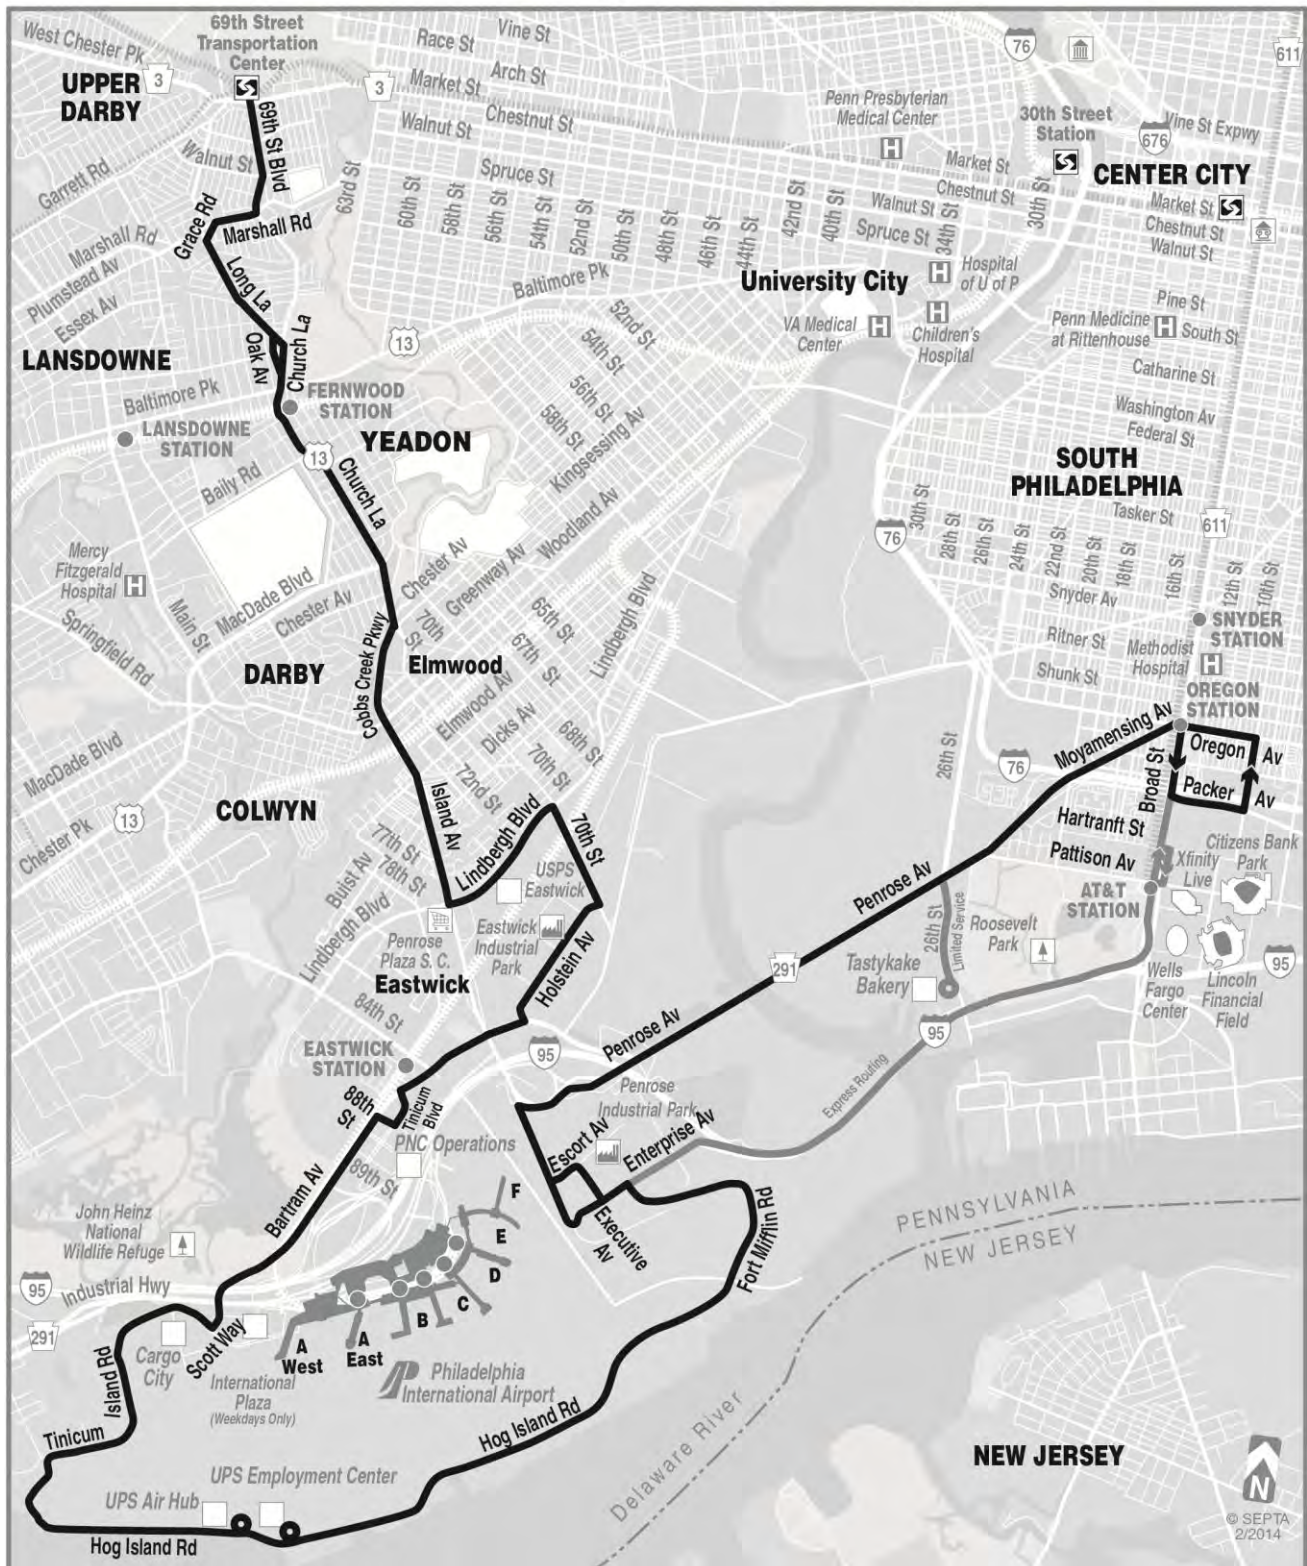 69th Street
Transportation
Center
West Chester Pk
3
UPPER
DARBY
Race St
Vine St
Market St
Arch St
3
Chestnut St
Walnut St
Spruce St
76
611
Penn Presbyterian
Medical Center
H
30th Street
Station
676
Vine St Expwy
Market St
Chestnut St
CENTER CITY
Market St
Chestnut St
Walnut St
Garrett Rd
Walnut St
69th St Blvd
63rd St
60th St
58th St
56th St
54th St
52nd St
50th St
48th St
46th St
44th St
42nd St
40th St
Walnut St
Spruce St
34th St
30th St
Grace Rd
Marshall Rd
Marshall Rd
Plumstead Av
Essex Av
Long La
Baltimore Pk
University City
H
Hospital
of U of P
VA Medical
Center
H
H
Children's
Hospital
Pine St
Penn Medicine
at Rittenhouse
H
South St
Catharine St
Washington Av
Federal St
LANSDOWNE
Oak Av
Church La
13
52nd St
54th St
56th St
58th St
Kingsessing Av
Baltimore Pk
FERNWOOD
STATION
LANSDOWNE
STATION
13
YEADON
Baily Rd
Church La
Woodland Av
SOUTH
PHILADELPHIA
Tasker St
611
76
30th St
28th St
26th St
24th St
22nd St
20th St
18th St
16th St
12th St
10th St
Snyder Av
SNYDER
STATION
Mercy
Fitzgerald
Hospital
H
Main St
MacDade Blvd
Chester Av
Chester Av
Greenway Av
70th
St
65th St
67th St
Lindbergh Blvd
Springfield Rd
DARBY
Cobbs Creek Pkwy
Elmwood
Elmwood Av
Dicks Av
68th St
70th St
72nd St
Ritner St
Methodist
Hospital
H
Shunk St
OREGON
STATION
Moyamensing Av
Oregon Av
Broad St
Packer Av
26th St
76
Hartranft St
Pattison Av
Citizens Bank
Park
Xfinity
Live
AT&T
STATION
MacDade Blvd
COLWYN
13
Chester Pk
Island Av
Lindbergh Blvd
70th St
77th St
78th St
Buist Av
Lindbergh Blvd
USPS
Eastwick
Penrose
Plaza S. C.
Eastwick
Industrial
Park
Eastwick
Holstein Av
Penrose Av
291
26th St
Limited Service
Roosevelt
Park
Tastykake
Bakery
Wells
Fargo
Center
Lincoln
Financial
Field
95
84th St
EASTWICK
STATION
95
Penrose Av
95
Express Routing
88th
St
Tinicum
Blvd
Penrose
Industrial Park
Escort Av
Enterprise Av
PNC Operations
89th St
Bartram Av
F
E
D
C
B
A
East
A
West
Executive
Av
Fort Mifflin Rd
PENNSYLVANIA
NEW JERSEY
John Heinz
National
Wildlife Refuge
95
Industrial Hwy
291
Cargo
City
Scott Way
International
Plaza
(Weekdays Only)
Philadelphia
International Airport
Island Rd
Tinicum
Hog Island Rd
Delaware River
UPS Employment Center
UPS Air Hub
Hog Island Rd
NEW JERSEY
N
© SEPTA
2/2014